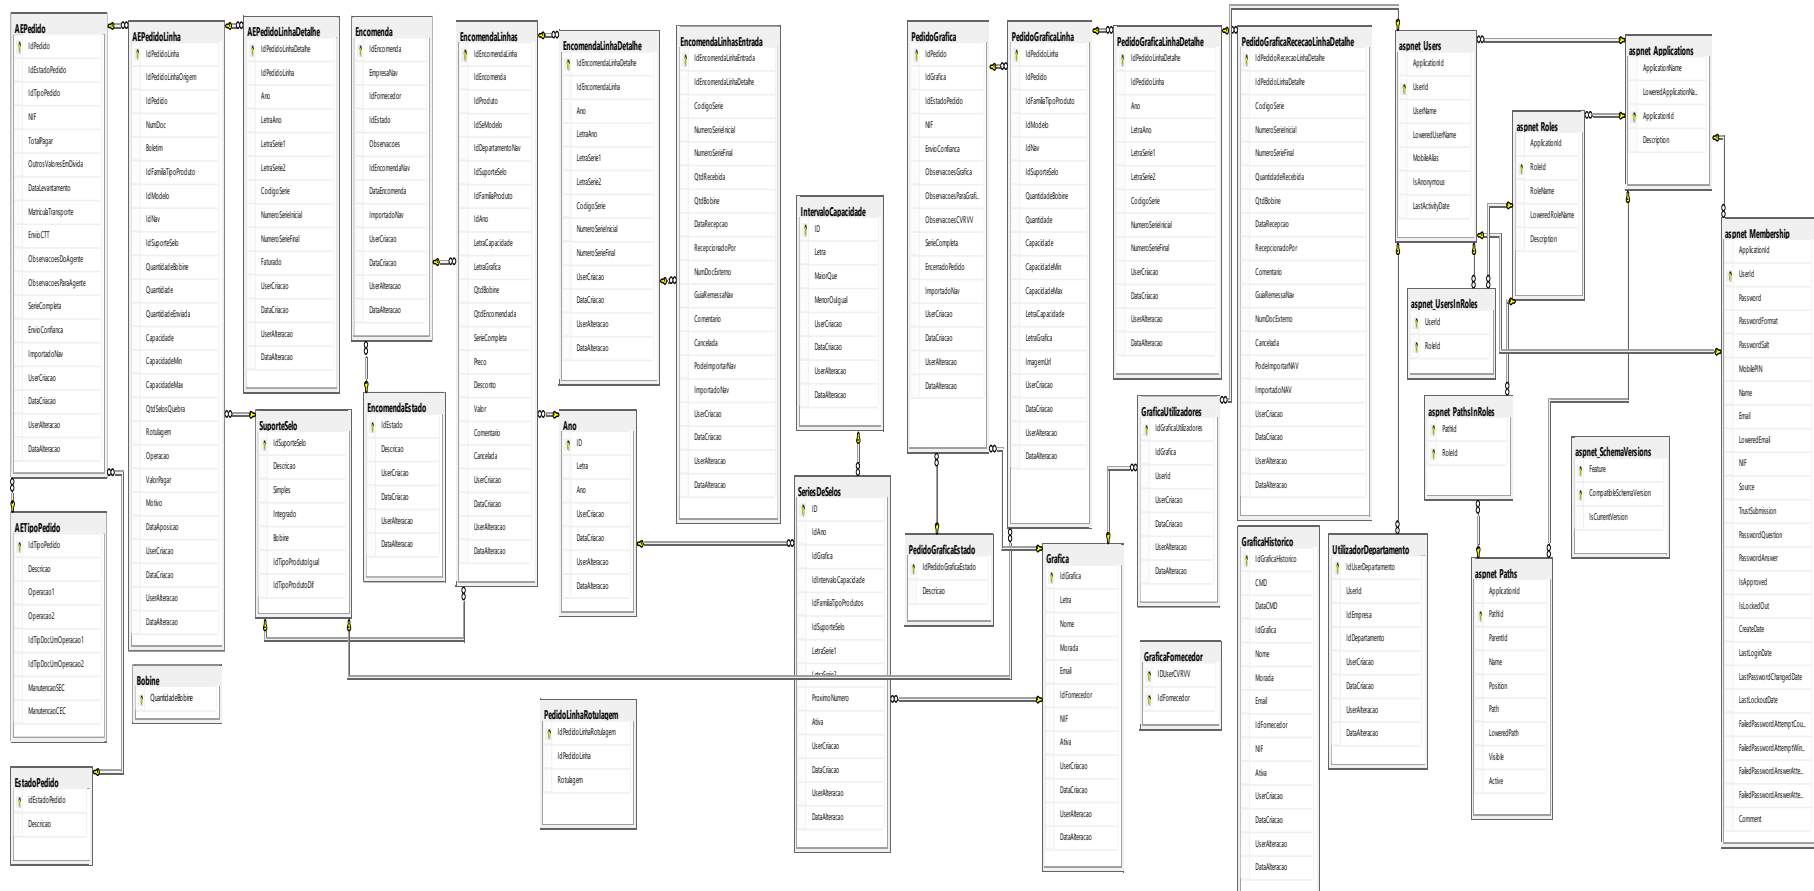 AEPedido
IdPedido
IdEstadoPedido
IdTipoPedido
NIF
TotalPagar
OutrosValoresEmDivida
DataLevantamento
MatriculaTransporte
EnvioCTT
ObservacoesDoAgente
ObservacoesParaAgente
SerieCompleta
EnvioConfianca
ImportadoNav
UserCriacao
DataCriacao
UserAlteracao
DataAlteracao
AETipoPedido
IdTipoPedido
Descricao
Operacao1
Operacao2
IdTipDocUmOperacao1
IdTipDocUmOperacao2
ManutencaoSEC
ManutencaoCEC
EstadoPedido
idEstadoPedido
Descricao
AEPedidoLinha
IdPedidoLinha
IdPedidoLinhaOrigem
IdPedido
NumDoc
Boletim
IdFamiliaTipoProduto
IdModelo
IdNav
IdSuporteSelo
QuantidadeBobine
Quantidade
QuantidadeEnviada
Capacidade
CapacidadeMin
CapacidadeMax
QtdSelosQuebra
Rotulagem
Operacao
ValorPagar
Motivo
DataAposicao
UserCriacao
DataCriacao
UserAlteracao
DataAlteracao
Bobine
QuantidadeBobine
AEPedidoLinhaDetalhe
IdPedidoLinhaDetalhe
IdPedidoLinha
Ano
LetraAno
LetraSerie1
LetraSerie2
CodigoSerie
NumeroSerieInicial
NumeroSerieFinal
Faturado
UserCriacao
DataCriacao
UserAlteracao
DataAlteracao
SuporteSelo
IdSuporteSelo
Descricao
Simples
Integrado
Bobine
IdTipoProdutoIgual
IdTipoProdutoDif
Encomenda
IdEncomenda
EmpresaNav
IdFornecedor
IdEstado
Observacoes
IdEncomendaNav
DataEncomenda
ImportadoNav
UserCriacao
DataCriacao
UserAlteracao
DataAlteracao
EncomendaEstado
IdEstado
Descricao
UserCriacao
DataCriacao
UserAlteracao
DataAlteracao
EncomendaLinhas
IdEncomendaLinha
IdEncomenda
IdProduto
IdSeModelo
IdDepartamentoNav
IdSuporteSelo
IdFamiliaProduto
IdAno
LetraCapacidade
LetraGrafica
QtdBobine
QtdEncomendada
SerieCompleta
Preco
Desconto
Valor
Comentario
Cancelada
UserCriacao
DataCriacao
UserAlteracao
DataAlteracao
EncomendaLinhaDetalhe
IdEncomendaLinhaDetalhe
IdEncomendaLinha
Ano
LetraAno
LetraSerie1
LetraSerie2
CodigoSerie
NumeroSerieInicial
NumeroSerieFinal
UserCriacao
DataCriacao
UserAlteracao
DataAlteracao
Ano
ID
Letra
Ano
UserCriacao
DataCriacao
UserAlteracao
DataAlteracao
PedidoLinhaRotulagem
IdPedidoLinhaRotulagem
IdPedidoLinha
Rotulagem
EncomendaLinhasEntrada
IdEncomendaLinhaEntrada
IdEncomendaLinhaDetalhe
CodigoSerie
NumeroSerieInicial
NumeroSerieFinal
QtdRecebida
QtdBobine
DataRecepcao
RecepcionadoPor
NumDocExterno
GuiaRemessaNav
Comentario
Cancelada
PodeImportarNav
ImportadoNav
UserCriacao
DataCriacao
UserAlteracao
DataAlteracao
IntervaloCapacidade
ID
Letra
MaiorQue
MenorOuIgual
UserCriacao
DataCriacao
UserAlteracao
DataAlteracao
SeriesDeSelos
ID
IdAno
IdGrafica
IdIntervaloCapacidade
IdFamiliaTipoProdutos
IdSuporteSelo
LetraSerie1
LetraSerie2
ProximoNumero
Ativa
UserCriacao
DataCriacao
UserAlteracao
DataAlteracao
PedidoGrafica
IdPedido
IdGrafica
IdEstadoPedido
NIF
EnvioConfianca
ObservacoesGrafica
ObservacoesParaGrafi...
ObservacoesCVRVV
SerieCompleta
EncerradoPedido
ImportadoNav
UserCriacao
DataCriacao
UserAlteracao
DataAlteracao
PedidoGraficaEstado
IdPedidoGraficaEstado
Descricao
PedidoGraficaLinha
IdPedidoLinha
IdPedido
IdFamiliaTipoProduto
IdModelo
IdNav
IdSuporteSelo
QuantidadeBobine
Quantidade
Capacidade
CapacidadeMin
CapacidadeMax
LetraCapacidade
LetraGrafica
ImagemUrl
UserCriacao
DataCriacao
UserAlteracao
DataAlteracao
Grafica
IdGrafica
Letra
Nome
Morada
Email
IdFornecedor
NIF
Ativa
UserCriacao
DataCriacao
UserAlteracao
DataAlteracao
PedidoGraficaLinhaDetalhe
IdPedidoLinhaDetalhe
IdPedidoLinha
Ano
LetraAno
LetraSerie1
LetraSerie2
CodigoSerie
NumeroSerieInicial
NumeroSerieFinal
UserCriacao
DataCriacao
UserAlteracao
DataAlteracao
GraficaUtilizadores
IdGraficaUtilizadores
IdGrafica
UserId
UserCriacao
DataCriacao
UserAlteracao
DataAlteracao
GraficaFornecedor
IDUserCVRVV
IdFornecedor
PedidoGraficaRececaoLinhaDetalhe
IdPedidoRececaoLinhaDetalhe
IdPedidoLinhaDetalhe
CodigoSerie
NumeroSerieInicial
NumeroSerieFinal
QuantidadeRecebida
QtdBobine
DataRecepcao
RecepcionadoPor
Comentario
GuiaRemessaNav
NumDocExterno
Cancelada
PodeImportarNAV
ImportadoNAV
UserCriacao
DataCriacao
UserAlteracao
DataAlteracao
GraficaHistorico
IdGraficaHistorico
CMD
DataCMD
IdGrafica
Nome
Morada
Email
IdFornecedor
NIF
Ativa
UserCriacao
DataCriacao
UserAlteracao
DataAlteracao
aspnet_Users
ApplicationId
UserId
UserName
LoweredUserName
MobileAlias
IsAnonymous
LastActivityDate
aspnet_UsersInRoles
UserId
RoleId
UtilizadorDepartamento
IdUserDepartamento
UserId
IdEmpresa
IdDepartamento
UserCriacao
DataCriacao
UserAlteracao
DataAlteracao
aspnet_PathsInRoles
PathId
RoleId
aspnet_Paths
ApplicationId
PathId
ParentId
Name
Position
Path
LoweredPath
Visible
Active
aspnet_Roles
ApplicationId
RoleId
RoleName
LoweredRoleName
Description
aspnet_SchemaVersions
Feature
CompatibleSchemaVersion
IsCurrentVersion
aspnet_Applications
ApplicationName
LoweredApplicationNa...
ApplicationId
Description
aspnet_Membership
ApplicationId
UserId
Password
PasswordFormat
PasswordSalt
MobilePIN
Name
Email
LoweredEmail
NIF
Source
TrustSubmission
PasswordQuestion
PasswordAnswer
IsApproved
IsLockedOut
CreateDate
LastLoginDate
LastPasswordChangedDate
LastLockoutDate
FailedPasswordAttemptCou...
FailedPasswordAttemptWin...
FailedPasswordAnswerAtte...
FailedPasswordAnswerAtte...
Comment